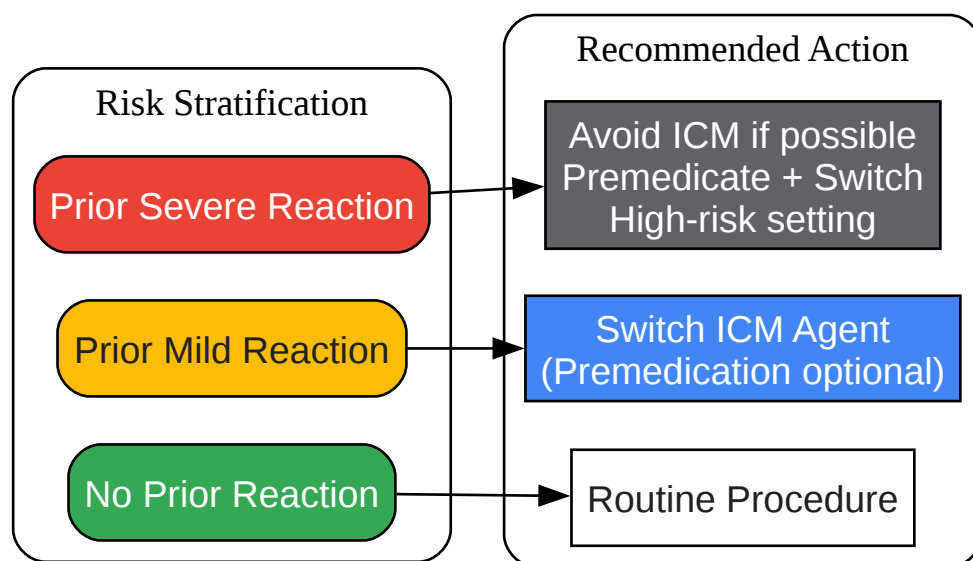 Risk Stratification
Prior Severe Reaction
Prior Mild Reaction
No Prior Reaction
Recommended Action
Avoid ICM if possible
Premedicate + Switch
High-risk setting
Switch ICM Agent
(Premedication optional)
Routine Procedure